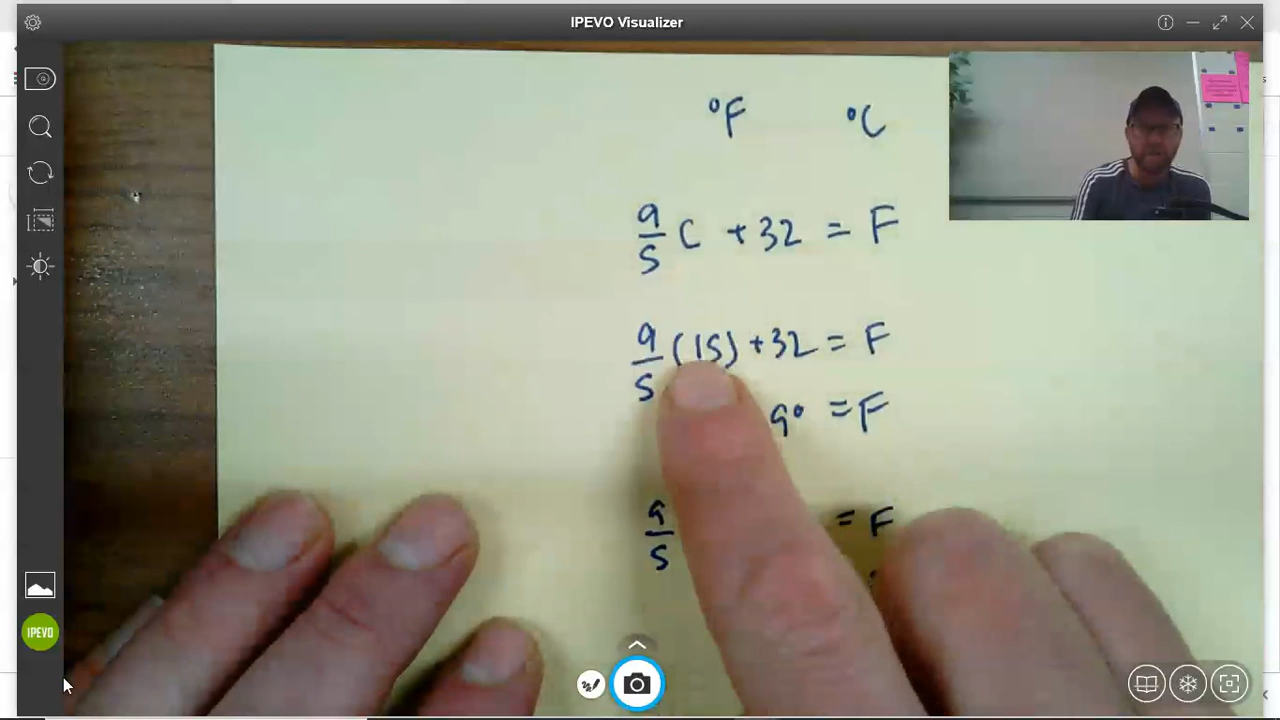 IPEVO Visualizer
°F °C
9/5 C + 32 = F
9/5 (15) + 32 = F
9° = F
9/5 = F
IPEVO